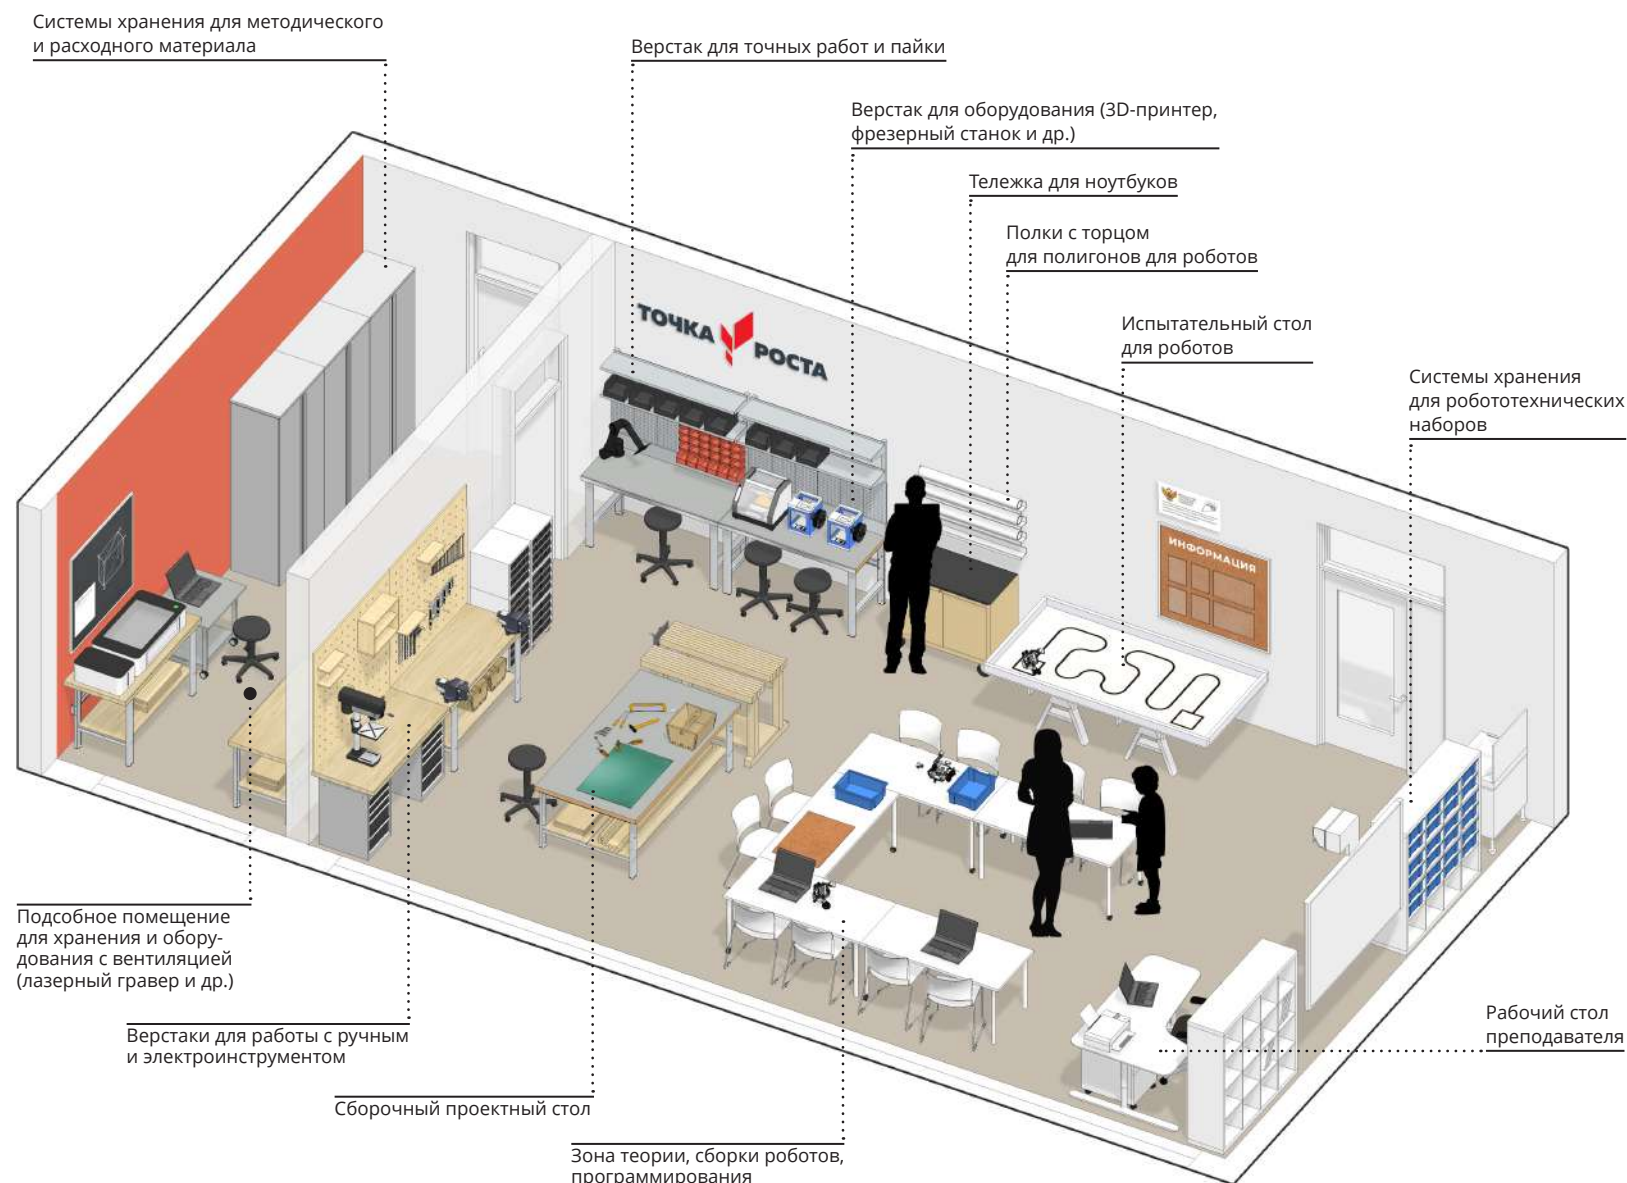 Системы хранения для методического
и расходного материала
Верстак для точных работ и пайки
Верстак для оборудования (3D-принтер,
фрезерный станок и др.)
Тележка для ноутбуков
Полки с торцом
для полигонов для роботов
Испытательный стол
для роботов
Системы хранения
для робототехнических
наборов
ТОЧКА
РОСТА
ИНФОРМАЦИЯ
Подсобное помещение
для хранения и обору-
дования с вентиляцией
(лазерный гравер и др.)
Верстаки для работы с ручным
и электроинструментом
Сборочный проектный стол
Зона теории, сборки роботов,
программирования
Рабочий стол
преподавателя